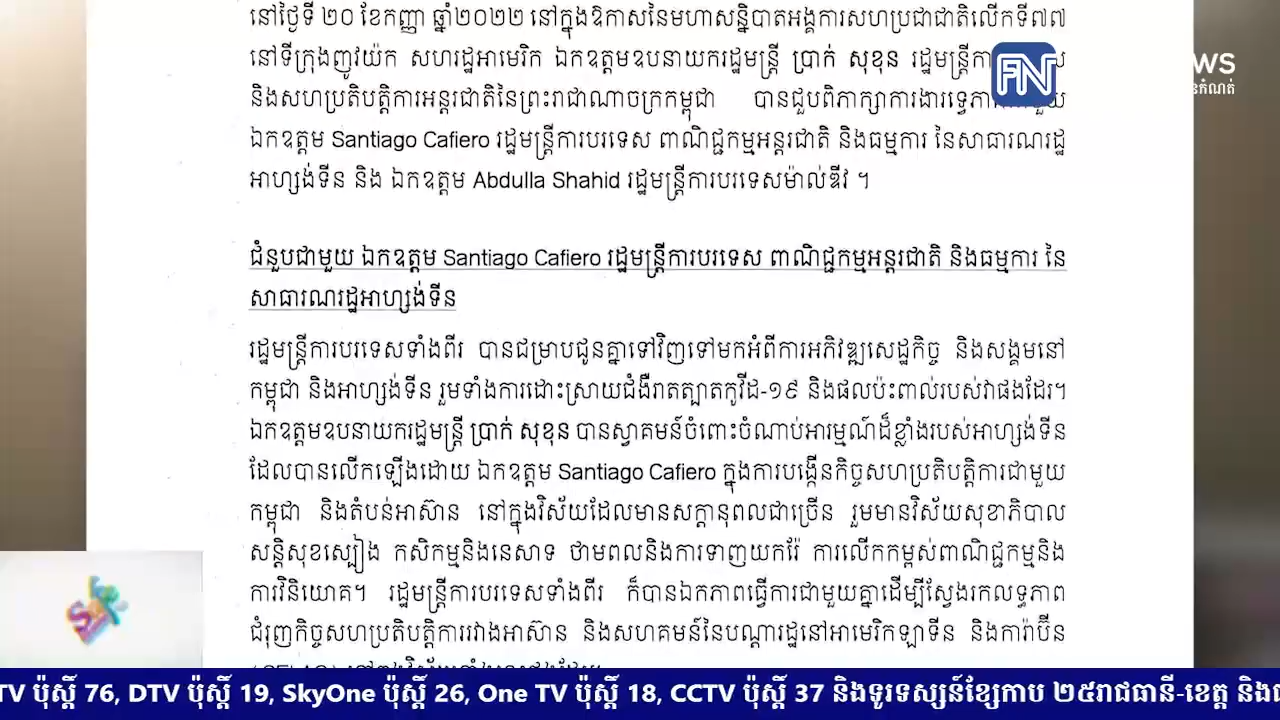 នៅថ្ងៃទី ២០ ខែកញ្ញា ឆ្នាំ២០២២ នៅក្នុងឱកាសនៃមហាសន្និបាតអង្គការសហប្រជាជាតិលើកទី៧៧
នៅទីក្រុងញូវយ៉ក សហរដ្ឋអាមេរិក ឯកឧត្តមឧបនាយករដ្ឋមន្ត្រី ប្រាក់ សុខុន
និងសហប្រតិបត្តិការអន្តរជាតិនៃព្រះរាជាណាចក្រកម្ពុជា បានជួបពិភាក្សាការងារ
ឯកឧត្តម Santiago Cafiero រដ្ឋមន្ត្រីការបរទេស ពាណិជ្ជកម្មអន្តរជាតិ និងធម្មការ នៃសាធារណរដ្ឋ
អាហ្សង់ទីន និង ឯកឧត្តម Abdulla Shahid រដ្ឋមន្ត្រីការបរទេសម៉ាល់ឌីវ ។
ជំនួបជាមួយ ឯកឧត្តម Santiago Cafiero រដ្ឋមន្ត្រីការបរទេស ពាណិជ្ជកម្មអន្តរជាតិ និងធម្មការ នៃ
សាធារណរដ្ឋអាហ្សង់ទីន
រដ្ឋមន្ត្រីការបរទេសទាំងពីរ បានជម្រាបជូនគ្នាទៅវិញទៅមកអំពីការអភិវឌ្ឍសេដ្ឋកិច្ច និងសង្គមនៅ
កម្ពុជា និងអាហ្សង់ទីន រួមទាំងការដោះស្រាយជំងឺរាតត្បាតកូវីដ-១៩ និងផលប៉ះពាល់របស់វាផងដែរ។
ឯកឧត្តមឧបនាយករដ្ឋមន្ត្រី ប្រាក់ សុខុន បានស្វាគមន៍ចំពោះចំណាប់អារម្មណ៍ដ៏ខ្លាំងរបស់អាហ្សង់ទីន
ដែលបានលើកឡើងដោយ ឯកឧត្តម Santiago Cafiero ក្នុងការបង្កើនកិច្ចសហប្រតិបត្តិការជាមួយ
កម្ពុជា និងតំបន់អាស៊ាន នៅក្នុងវិស័យដែលមានសក្តានុពលជាច្រើន រួមមានវិស័យសុខាភិបាល
សន្តិសុខស្បៀង កសិកម្មនិងនេសាទ ថាមពលនិងការទាញយករ៉ែ ការលើកកម្ពស់ពាណិជ្ជកម្មនិង
ការវិនិយោគ។ រដ្ឋមន្ត្រីការបរទេសទាំងពីរ ក៏បានឯកភាពធ្វើការជាមួយគ្នាដើម្បីស្វែងរកលទ្ធភាព
ជំរុញកិច្ចសហប្រតិបត្តិការរវាងអាស៊ាន និងសហគមន៍នៃបណ្តារដ្ឋនៅអាមេរិកឡាទីន និងការ៉ាប៊ីន
FN
TV ប៉ុស្តិ៍ 76, DTV ប៉ុស្តិ៍ 19, SkyOne ប៉ុស្តិ៍ 26, One TV ប៉ុស្តិ៍ 18, CCTV ប៉ុស្តិ៍ 37 និងទូរទស្សន៍ខ្សែកាប ២៥រាជធានី-ខេត្ត